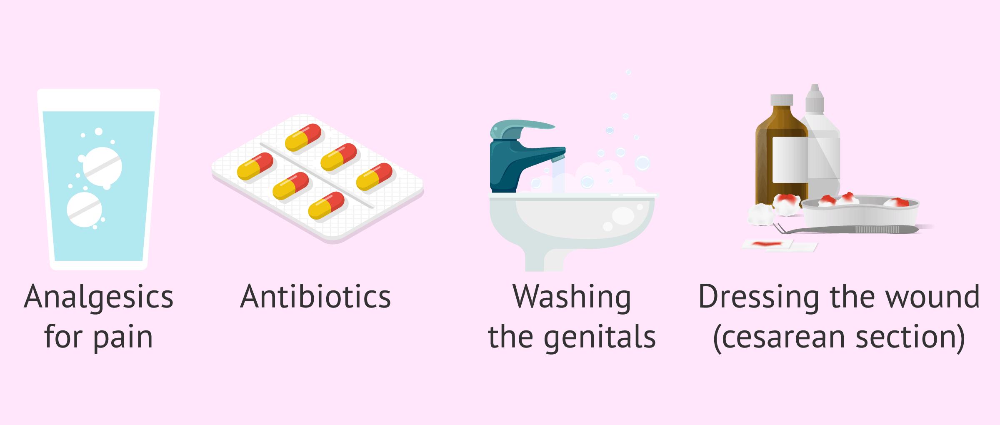 Analgesics
for pain
Antibiotics
Washing
the genitals
Dressing the wound
(cesarean section)